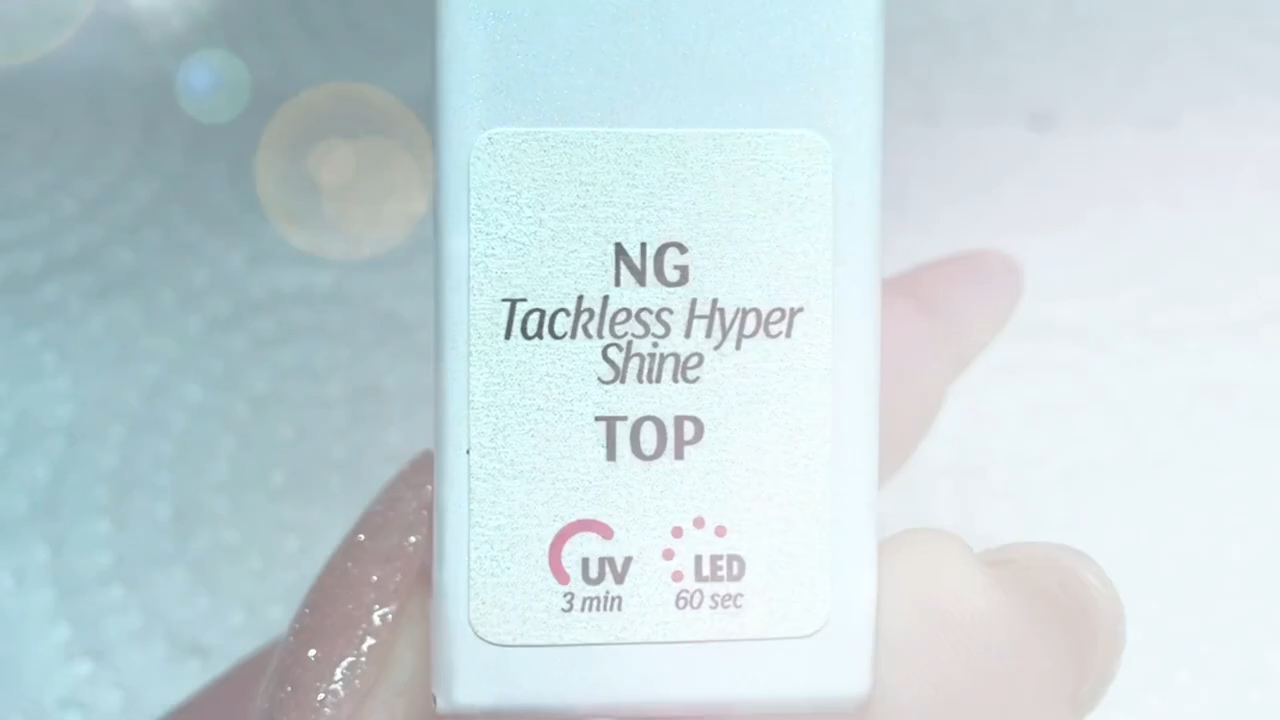 NG
Tackless Hyper
Shine
TOP
UV LED
3 min 60 sec